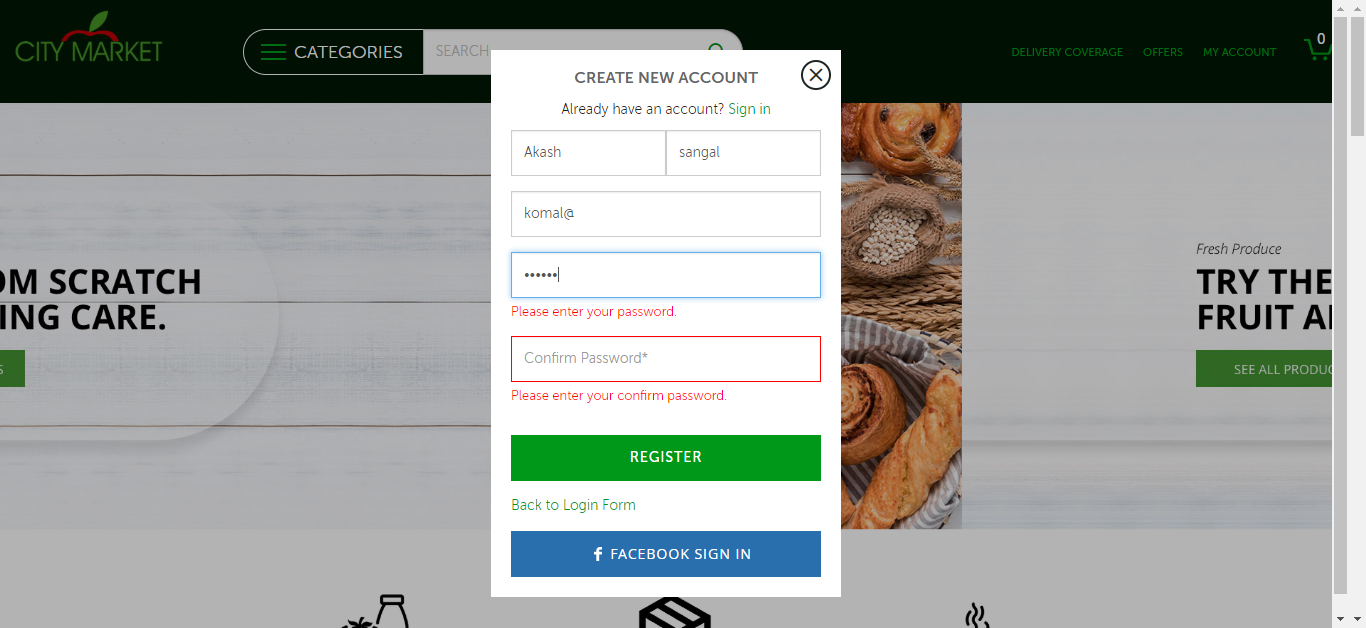 CITY MARKET
CATEGORIES
SEARCH
DELIVERY COVERAGE
OFFERS
MY ACCOUNT
0
CREATE NEW ACCOUNT
Already have an account? Sign in
Akash
sangal
komal@
••••••
Please enter your password.
Confirm Password*
Please enter your confirm password.
REGISTER
Back to Login Form
FACEBOOK SIGN IN
OM SCRATCH
ING CARE.
S
Fresh Produce
TRY THE
FRUIT A
SEE ALL PRODUC